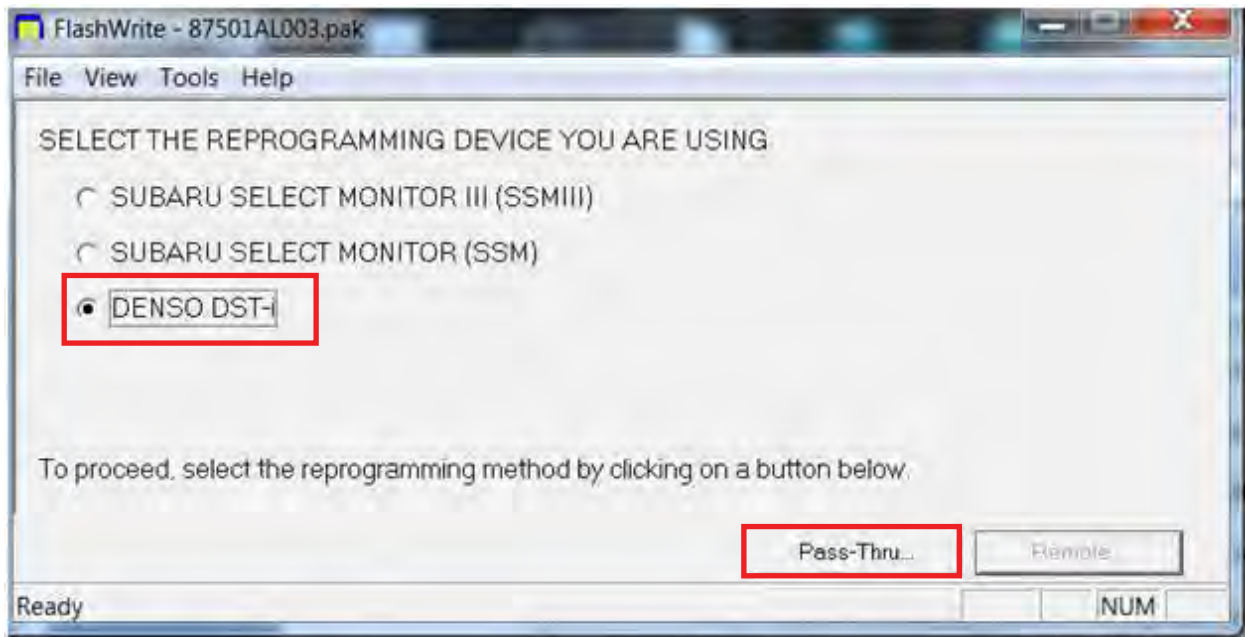 FlashWrite - 87501AL003.pak
File View Tools Help
SELECT THE REPROGRAMMING DEVICE YOU ARE USING
SUBARU SELECT MONITOR III (SSMIII)
SUBARU SELECT MONITOR (SSM)
DENSO DST-i
To proceed, select the reprogramming method by clicking on a button below.
Pass-Thru... Remote...
Ready NUM